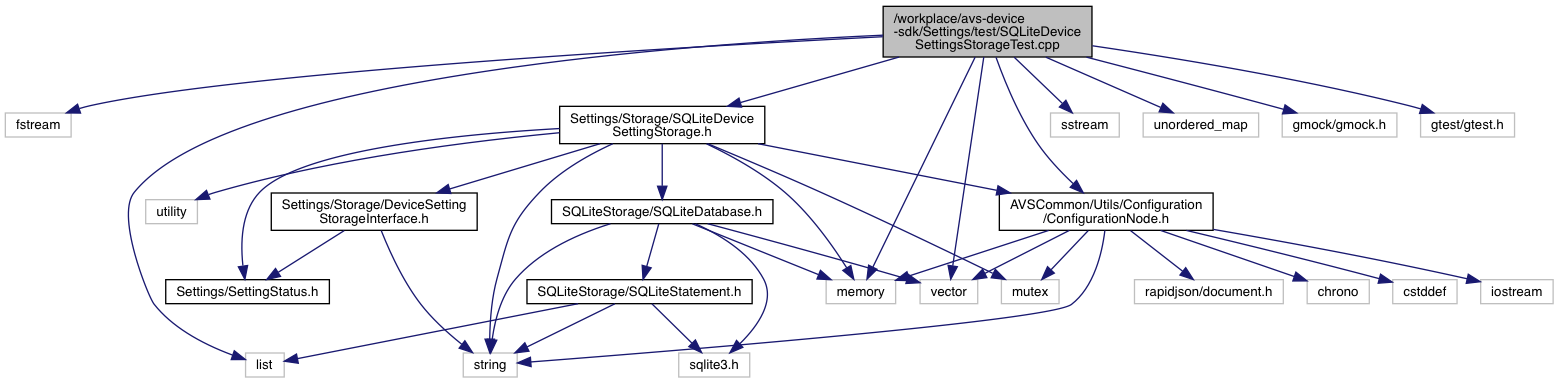 /workplace/avs-device
-sdk/Settings/test/SQLiteDevice
SettingsStorageTest.cpp
fstream
Settings/Storage/SQLiteDevice
SettingStorage.h
sstream
unordered_map
gmock/gmock.h
gtest/gtest.h
utility
Settings/Storage/DeviceSetting
StorageInterface.h
SQLiteStorage/SQLiteDatabase.h
AVSCommon/Utils/Configuration
/ConfigurationNode.h
Settings/SettingStatus.h
SQLiteStorage/SQLiteStatement.h
memory
vector
mutex
rapidjson/document.h
chrono
cstddef
iostream
list
string
sqlite3.h